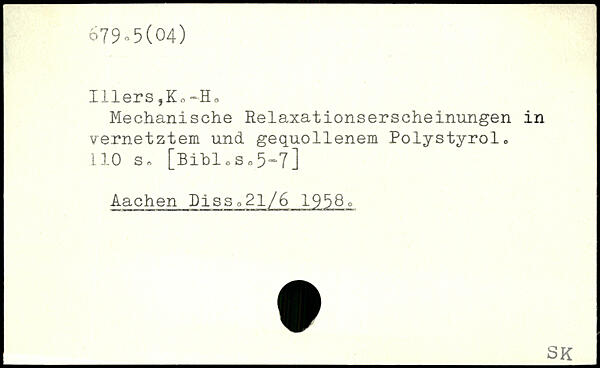 679.5(04)
Illers,K.-H.
Mechanische Relaxationserscheinungen in
vernetztem und gequollenem Polystyrol.
110 s. [Bibl.s.5-7]
Aachen Diss.21/6 1958.
SK